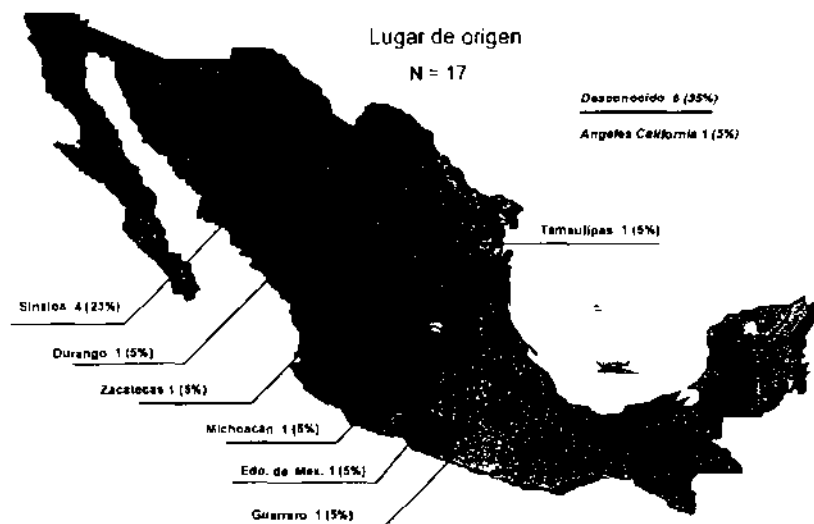 Lugar de origen
N = 17
Desconocido 6 (35%)
Angeles California 1 (5%)
Tamaulipas 1 (5%)
Sinaloa 4 (23%)
Durango 1 (5%)
Zacatecas 1 (5%)
Michoacán 1 (5%)
Edo. de Mex. 1 (5%)
Guerrero 1 (5%)